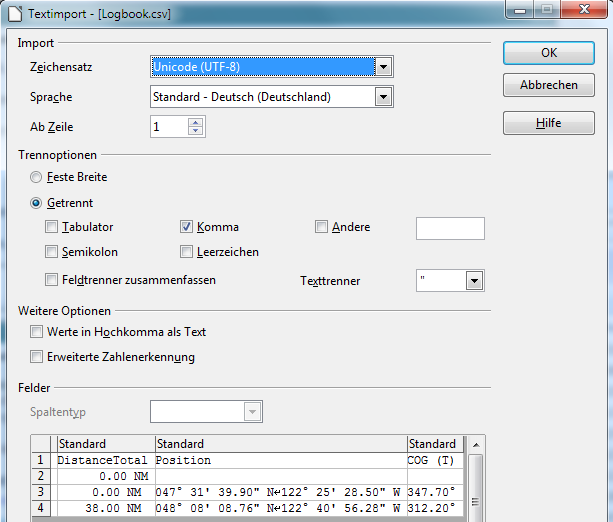 Textimport - [Logbook.csv]
Import
OK
Zeichensatz Unicode (UTF-8)
Abbrechen
Sprache Standard - Deutsch (Deutschland)
Ab Zeile 1
Hilfe
Trennoptionen
Feste Breite
Getrennt
Tabulator Komma Andere
Semikolon Leerzeichen
Feldtrenner zusammenfassen Texttrenner "
Weitere Optionen
Werte in Hochkomma als Text
Erweiterte Zahlenerkennung
Felder
Spaltentyp
Standard Standard Standard
1 DistanceTotal Position COG (T)
2 0.00 NM
3 0.00 NM 047° 31' 39.90" N↵122° 25' 28.50" W 347.70°
4 38.00 NM 048° 08' 08.76" N↵122° 40' 56.28" W 312.20°